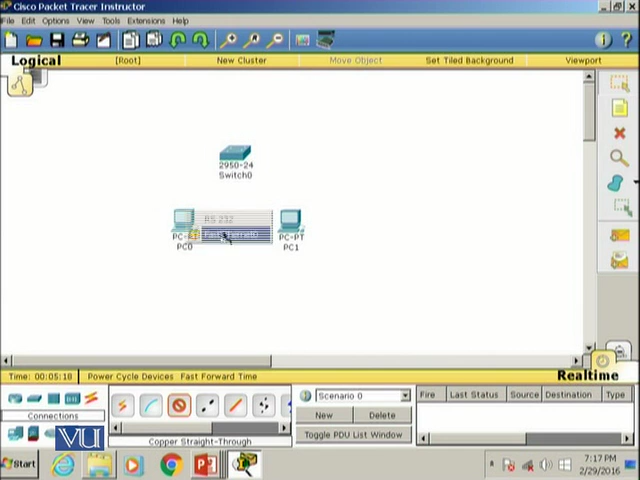 Cisco Packet Tracer Instructor
File Edit Options View Tools Extensions Help
Logical [Root] New Cluster Move Object Set Tiled Background Viewport
2950-24
Switch0
RS 232
PC-PT
PC0
PC1
Time: 00:05:18 Power Cycle Devices Fast Forward Time Realtime
Connections
Copper Straight-Through
Scenario 0
New Delete
Toggle PDU List Window
Fire Last Status Source Destination Type
VU
Start
7:17 PM
2/29/2016